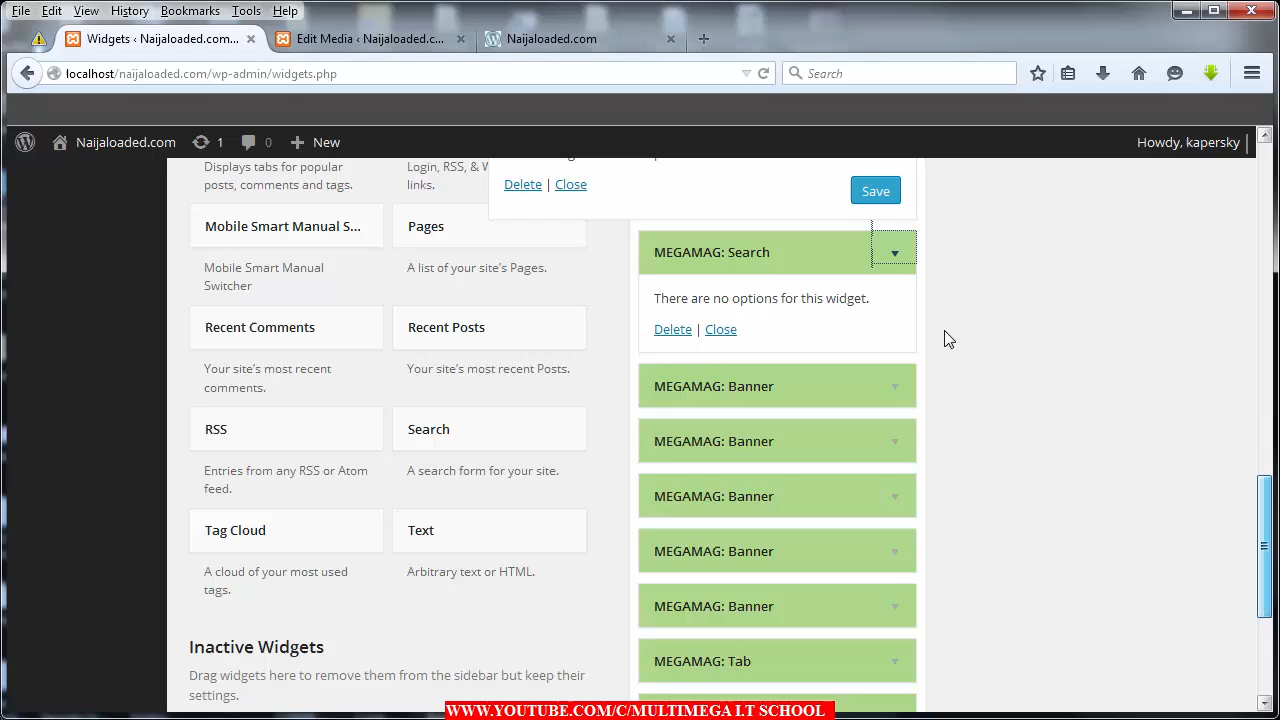 File Edit View History Bookmarks Tools Help
Widgets ‹ Naijaloaded.com... × Edit Media ‹ Naijaloaded.c... × Naijaloaded × +
localhost/naijaloaded.com/wp-admin/widgets.php Search
Naijaloaded.com 1 0 New Howdy, kapersky
Displays tabs for popular
posts, comments and tags.
Login, RSS, & W
links.
Delete | Close
Save
Mobile Smart Manual S...
Pages
Mobile Smart Manual
Switcher
A list of your site's Pages.
Recent Comments
Recent Posts
Your site's most recent
comments.
Your site's most recent Posts.
RSS
Search
Entries from any RSS or Atom
feed.
A search form for your site.
Tag Cloud
Text
A cloud of your most used
tags.
Arbitrary text or HTML.
Inactive Widgets
Drag widgets here to remove them from the sidebar but keep their
settings.
MEGAMAG: Search
There are no options for this widget.
Delete | Close
MEGAMAG: Banner
MEGAMAG: Banner
MEGAMAG: Banner
MEGAMAG: Banner
MEGAMAG: Banner
MEGAMAG: Tab
WWW.YOUTUBE.COM/C/MULTIMEGA I.T SCHOOL